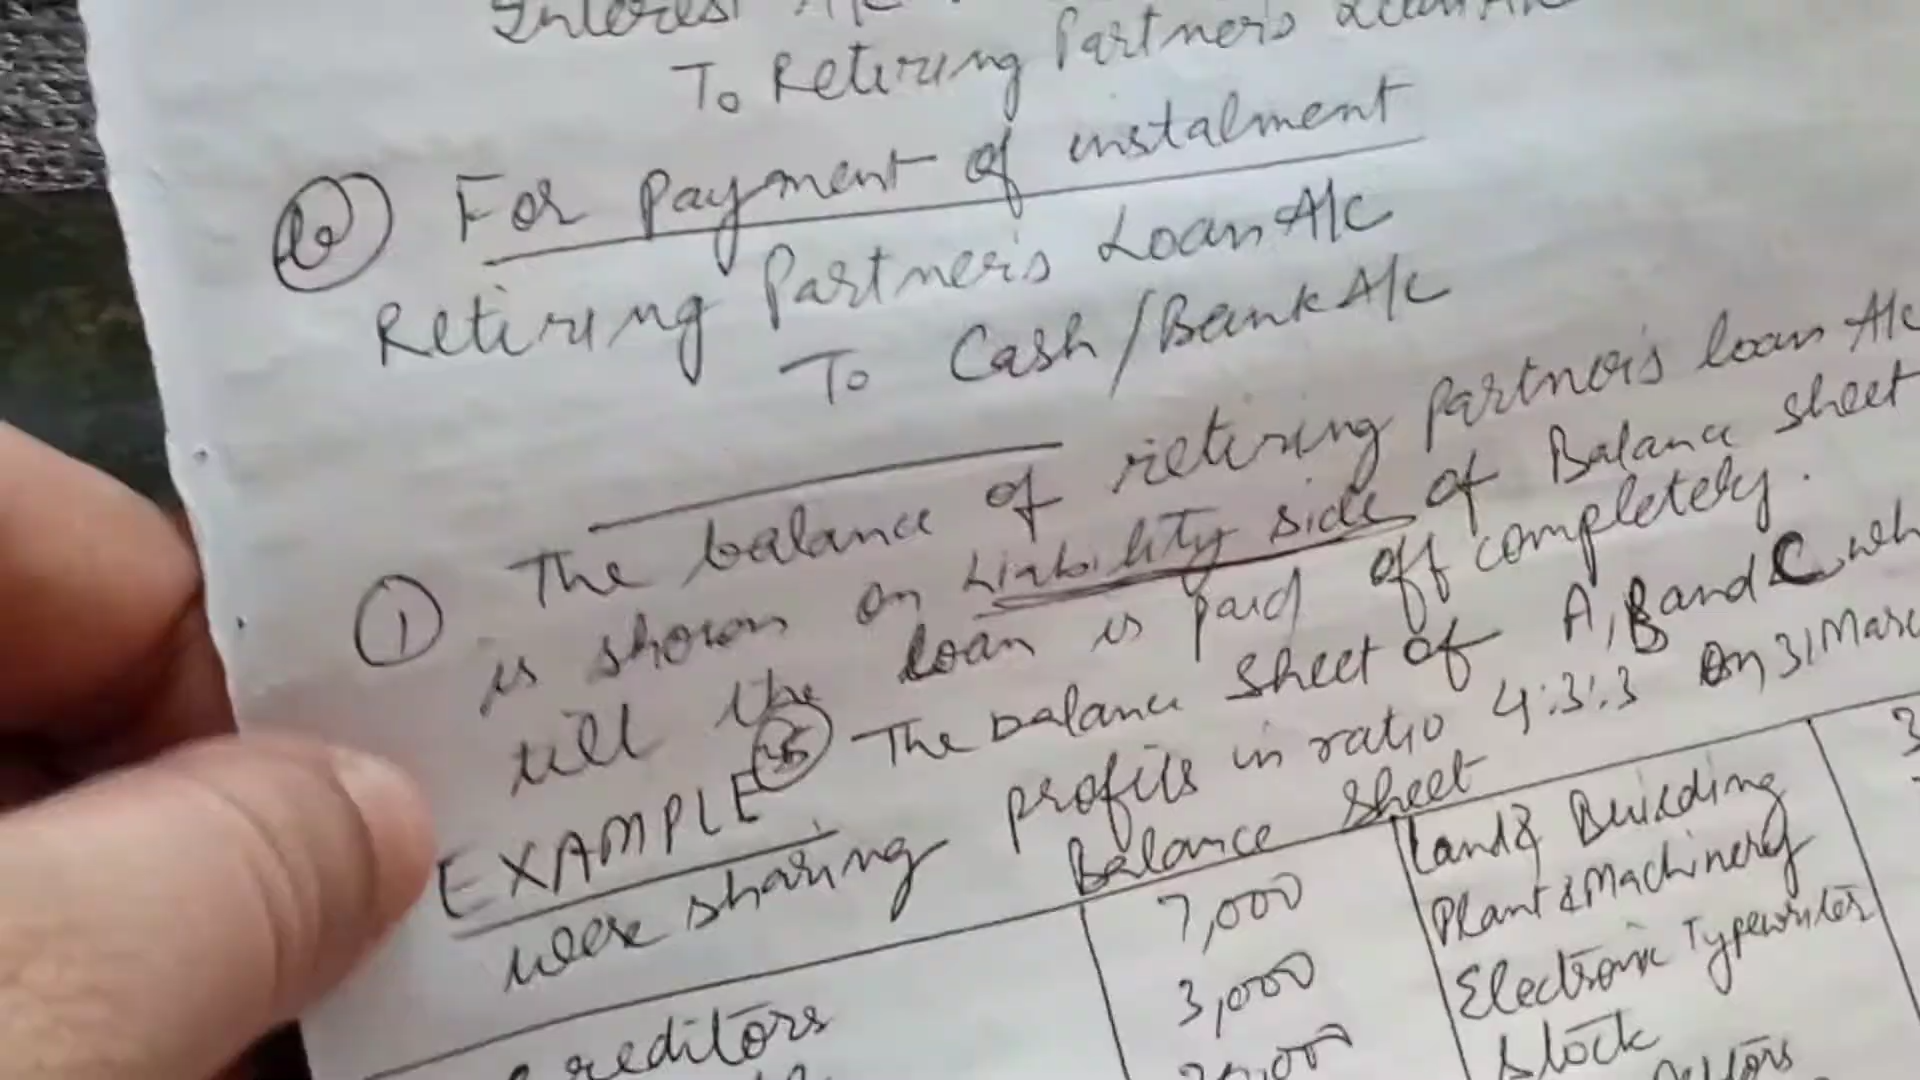 Interest A/c
To Retiring Partner's Loan A/c
(b) For Payment of instalment
Retiring Partner's Loan A/c
To Cash/Bank A/c
(1) The balance of retiring Partner's loan A/c
is shown on Liability side of Balance sheet
till the loan is paid off completely.
EXAMPLE The balance sheet of A, B and C
were sharing profits in ratio 4:3:3 on 31 Marc
Balance Sheet
7,000 Land & Building
3,000 Plant & Machinery
Electronic Typewriter
Creditors Stock